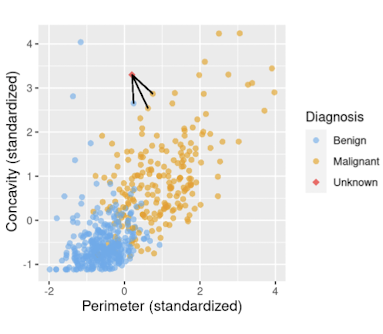 Concavity (standardized)
4
3
2
1
0
-1
-2
0
2
4
Perimeter (standardized)
Diagnosis
Benign
Malignant
Unknown